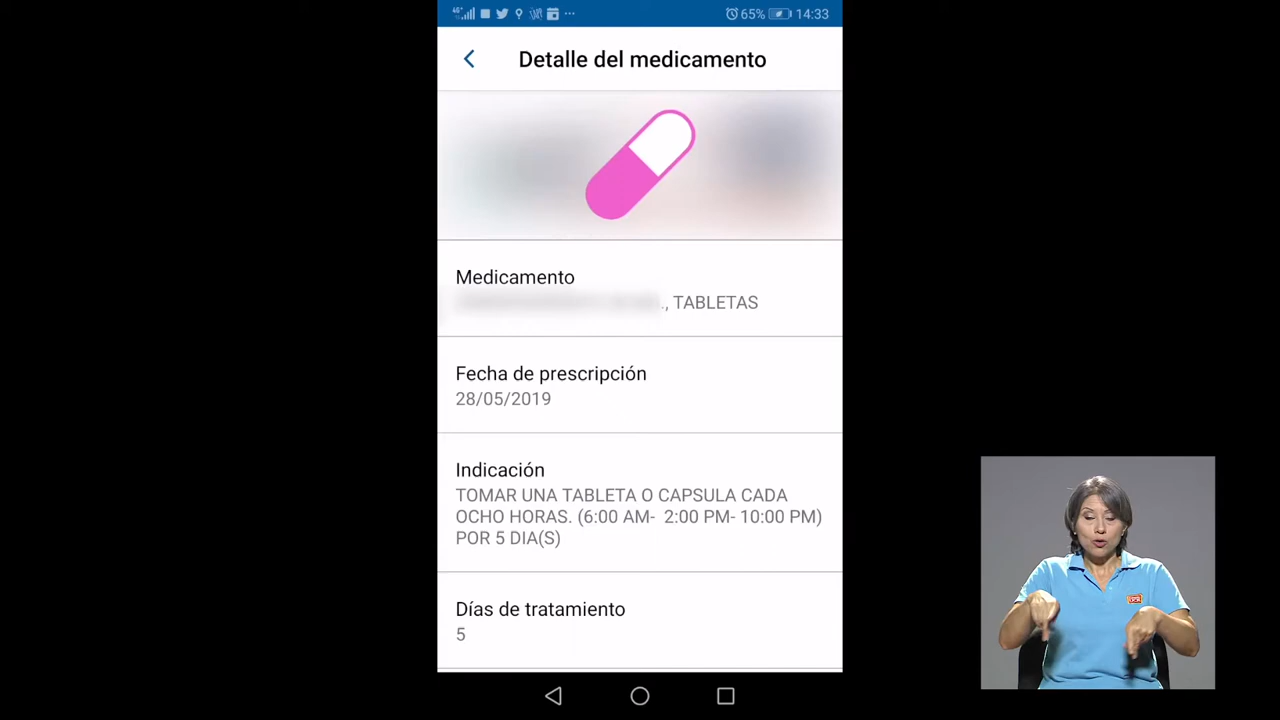 65% 14:33
Detalle del medicamento
Medicamento
., TABLETAS
Fecha de prescripción
28/05/2019
Indicación
TOMAR UNA TABLETA O CAPSULA CADA
OCHO HORAS. (6:00 AM- 2:00 PM- 10:00 PM)
POR 5 DIA(S)
Días de tratamiento
5